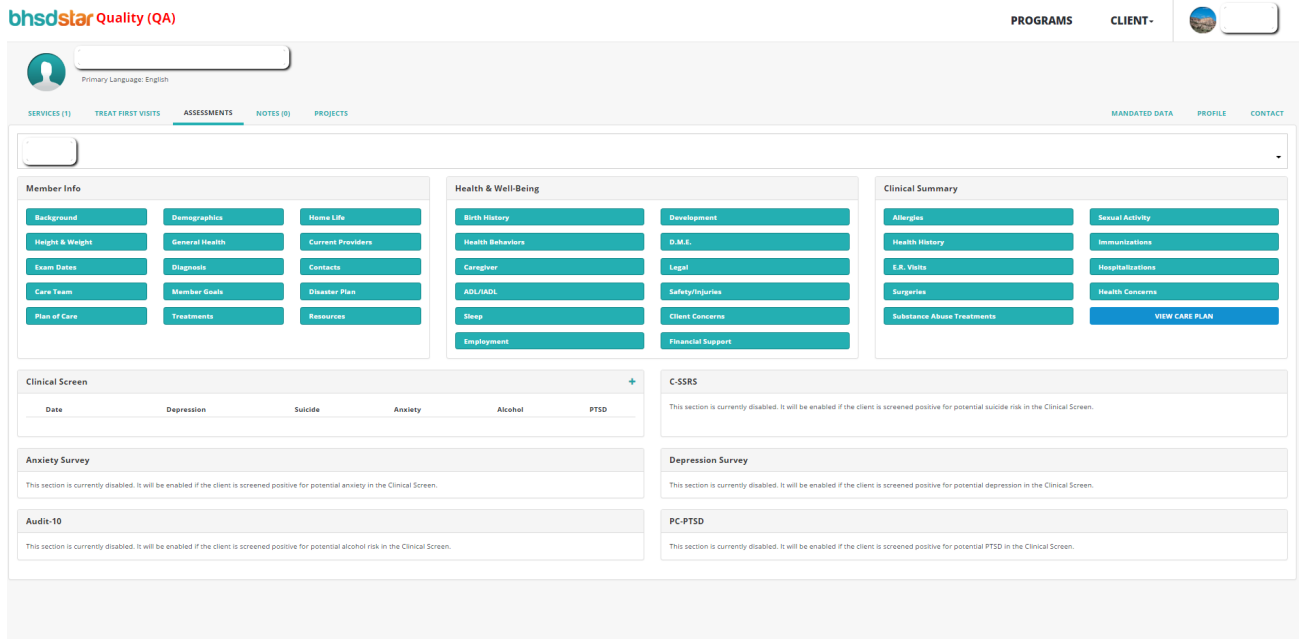 bhsdstar Quality (QA)
PROGRAMS CLIENT
Primary Language: English
SERVICES (1) TREAT FIRST VISITS ASSESSMENTS NOTES (0) PROJECTS MANDATED DATA PROFILE CONTACT
Member Info
Background Demographics Home Life
Height & Weight General Health Current Providers
Exam Dates Diagnosis Contacts
Care Team Member Goals Disaster Plan
Plan of Care Treatments Resources
Health & Well-Being
Birth History Development
Health Behaviors D.M.E.
Caregiver Legal
ADL/IADL Safety/Injuries
Sleep Client Concerns
Employment Financial Support
Clinical Summary
Allergies Sexual Activity
Health History Immunizations
E.R. Visits Hospitalizations
Surgeries Health Concerns
Substance Abuse Treatments VIEW CARE PLAN
Clinical Screen +
Date Depression Suicide Anxiety Alcohol PTSD
C-SSRS
This section is currently disabled. It will be enabled if the client is screened positive for potential suicide risk in the Clinical Screen.
Anxiety Survey
This section is currently disabled. It will be enabled if the client is screened positive for potential anxiety in the Clinical Screen.
Depression Survey
This section is currently disabled. It will be enabled if the client is screened positive for potential depression in the Clinical Screen.
Audit-10
This section is currently disabled. It will be enabled if the client is screened positive for potential alcohol risk in the Clinical Screen.
PC-PTSD
This section is currently disabled. It will be enabled if the client is screened positive for potential PTSD in the Clinical Screen.